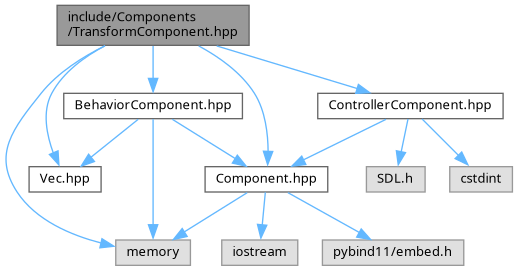 include/Components
/TransformComponent.hpp
BehaviorComponent.hpp
ControllerComponent.hpp
Vec.hpp
Component.hpp
SDL.h
cstdint
memory
iostream
pybind11/embed.h